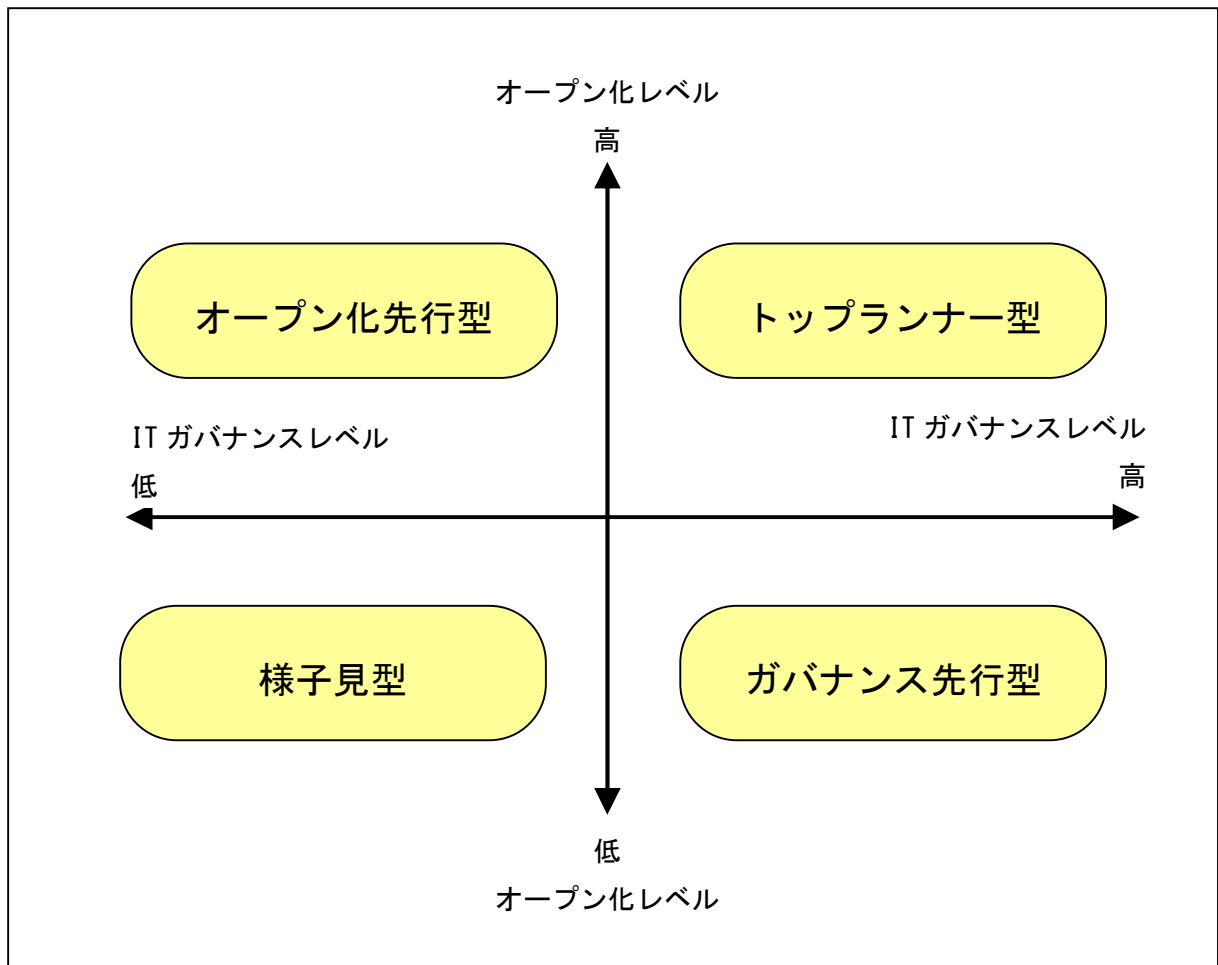 オープン化レベル
高
オープン化先行型
トップランナー型
IT ガバナンスレベル
低
IT ガバナンスレベル
高
様子見型
ガバナンス先行型
低
オープン化レベル